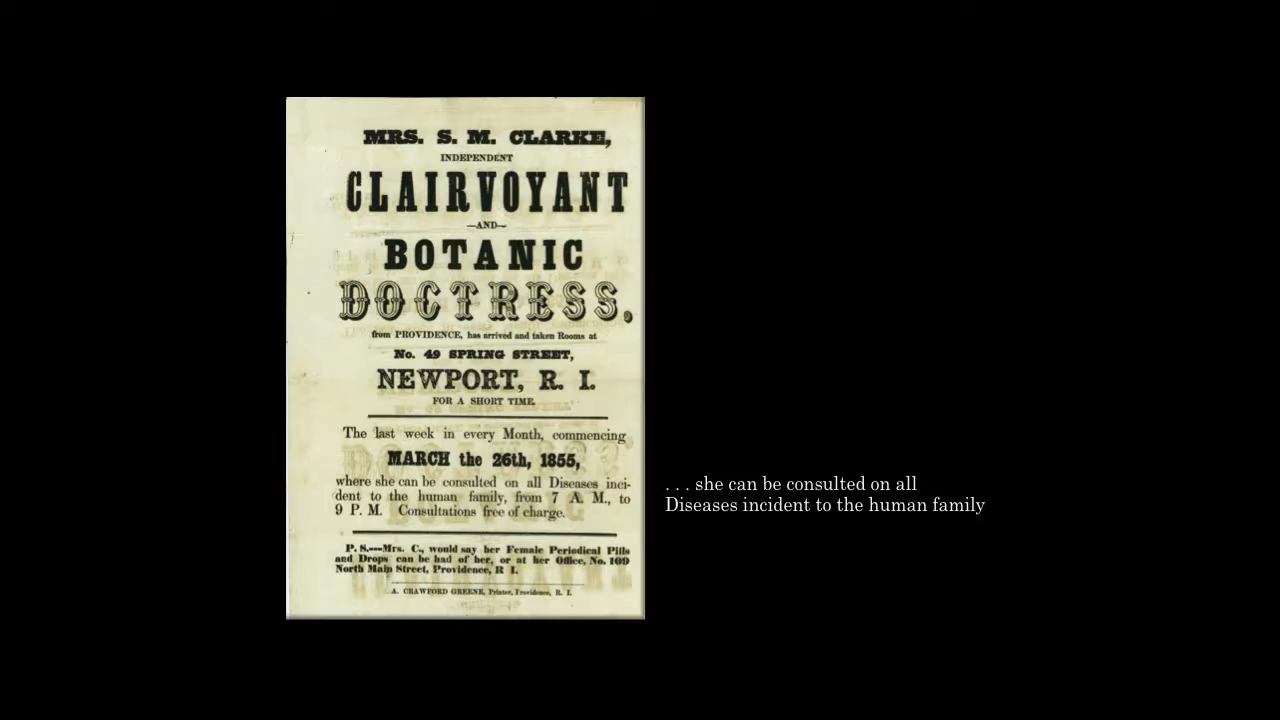 MRS. S. M. CLARKE,
INDEPENDENT
CLAIRVOYANT
—AND—
BOTANIC
DOCTRESS,
from PROVIDENCE, has arrived and taken Rooms at
No. 49 SPRING STREET,
NEWPORT, R. I.
FOR A SHORT TIME.
The last week in every Month, commencing
MARCH the 26th, 1855,
where she can be consulted on all Diseases inci-
dent to the human family, from 7 A. M., to
9 P. M. Consultations free of charge.
P. S.---Mrs. C., would say her Female Periodical Pills
and Drops can be had of her, or at her Office, No. 109
North Main Street, Providence, R I.
A. CRAWFORD GREENE, Printer, Providence, R. I.
. . . she can be consulted on all
Diseases incident to the human family